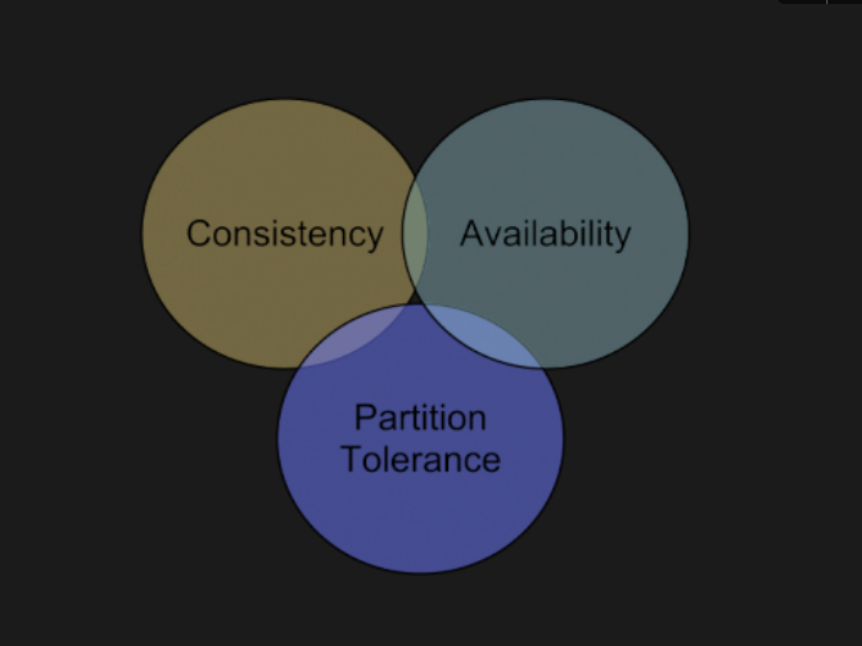 Consistency
Availability
Partition
Tolerance